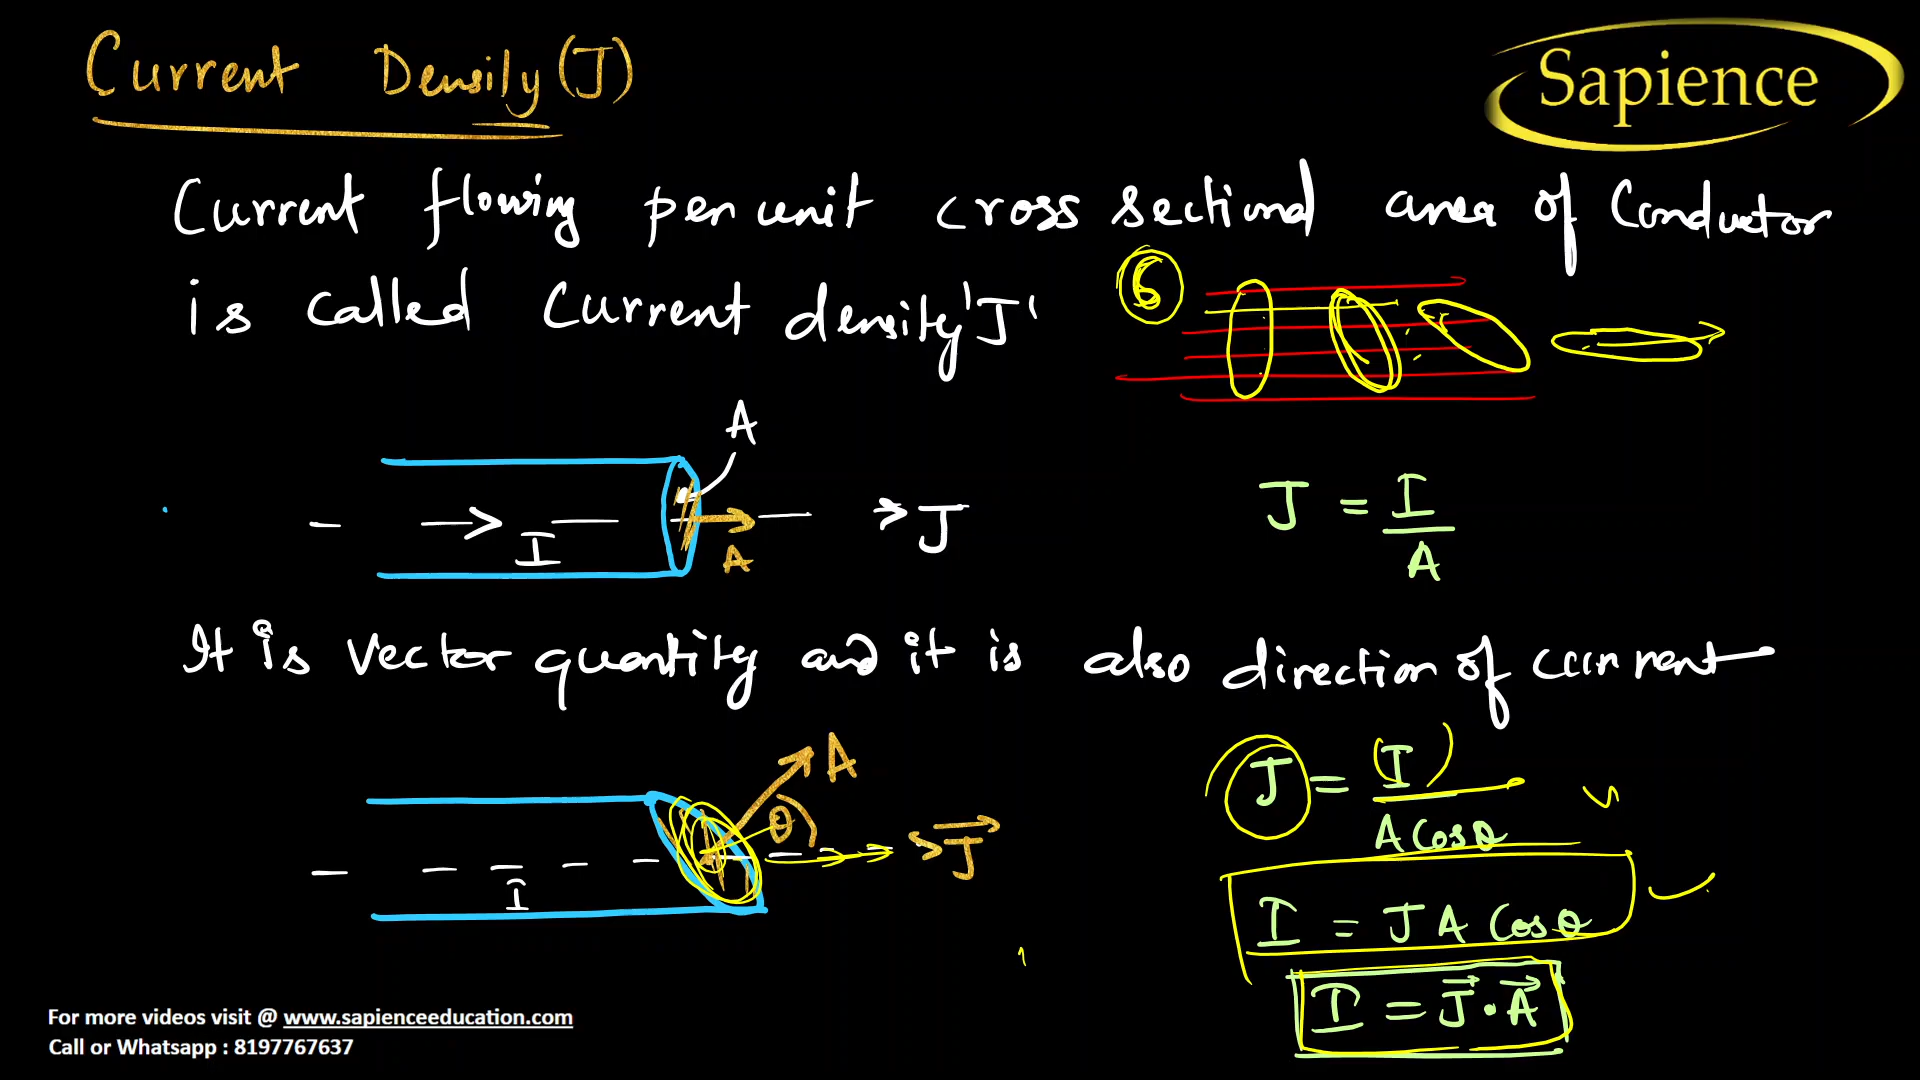 Current Density (J)
Sapience
Current flowing per unit cross sectional area of Conductor
is called Current density 'J'
6
A
I
A
J
J = I / A
It is vector quantity and it is also direction of current
A
θ
J⃗
I
J = (I) / A Cosθ
I = J A Cosθ
I = J⃗ · A⃗
For more videos visit @ www.sapienceeducation.com
Call or Whatsapp : 8197767637